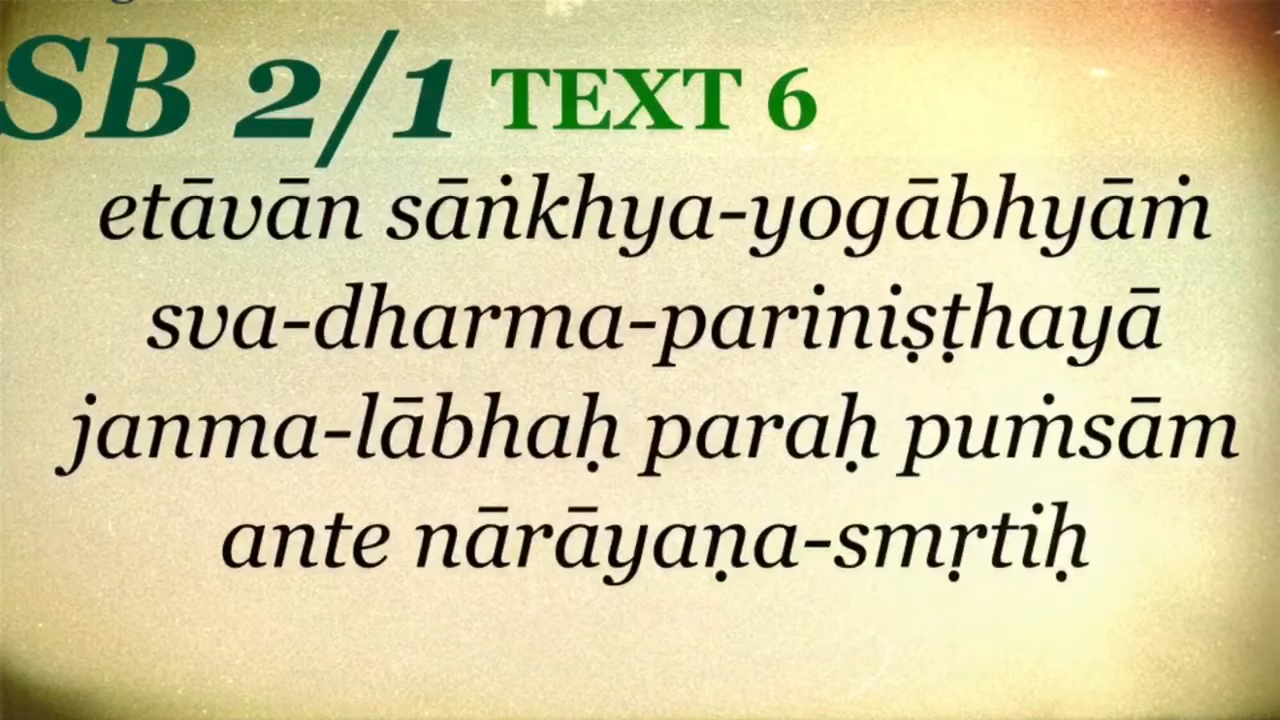 SB 2/1 TEXT 6
etāvān sāṅkhya-yogābhyāṁ
sva-dharma-pariniṣṭhayā
janma-lābhaḥ paraḥ puṁsām
ante nārāyaṇa-smṛtiḥ